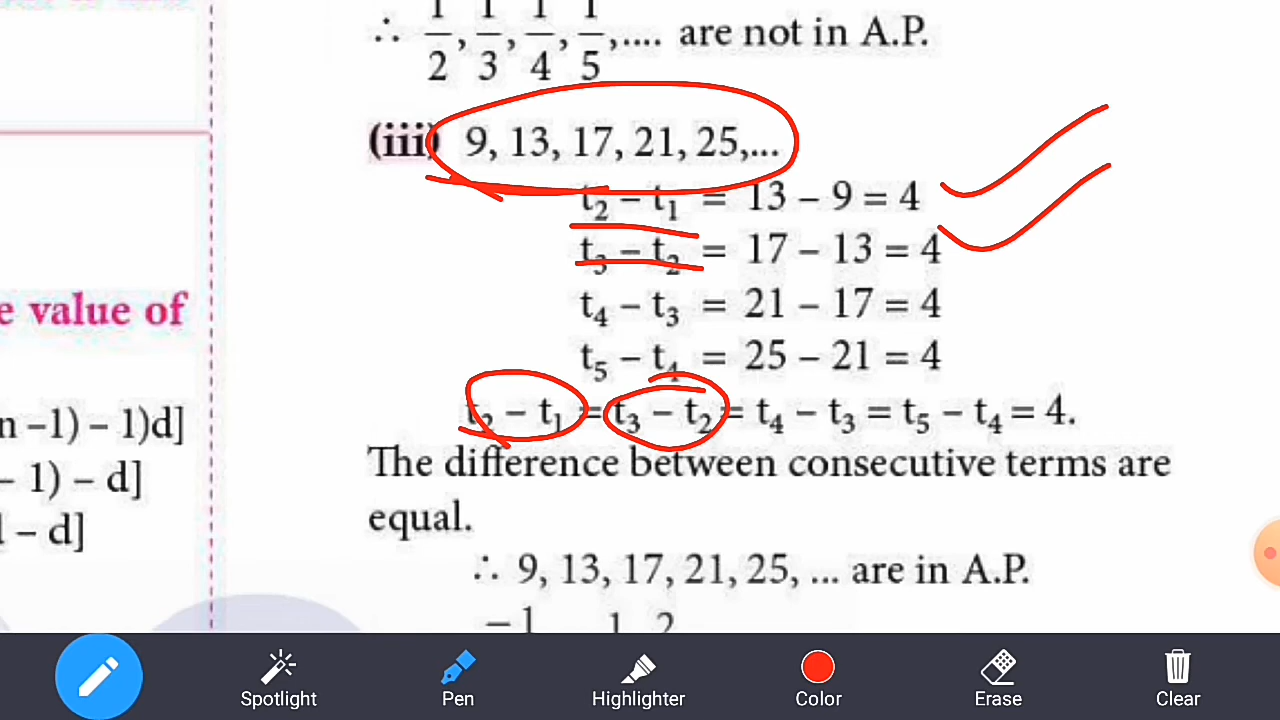 ∴ 1/2, 1/3, 1/4, 1/5,.... are not in A.P.
(iii) 9, 13, 17, 21, 25,...
t₂ – t₁ = 13 – 9 = 4
t₃ – t₂ = 17 – 13 = 4
t₄ – t₃ = 21 – 17 = 4
t₅ – t₄ = 25 – 21 = 4
t₂ – t₁ = t₃ – t₂ = t₄ – t₃ = t₅ – t₄ = 4.
The difference between consecutive terms are
equal.
∴ 9, 13, 17, 21, 25, ... are in A.P.
e value of
n –1) – 1)d]
– 1) – d]
– d]
Spotlight
Pen
Highlighter
Color
Erase
Clear